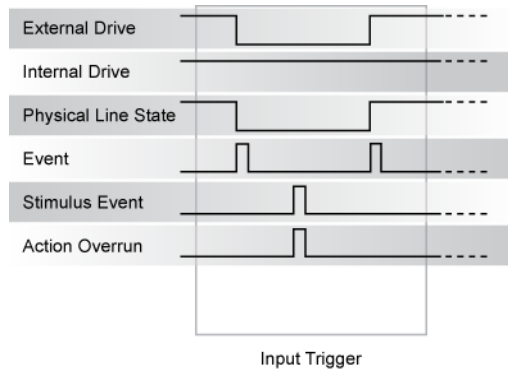 External Drive
Internal Drive
Physical Line State
Event
Stimulus Event
Action Overrun
Input Trigger